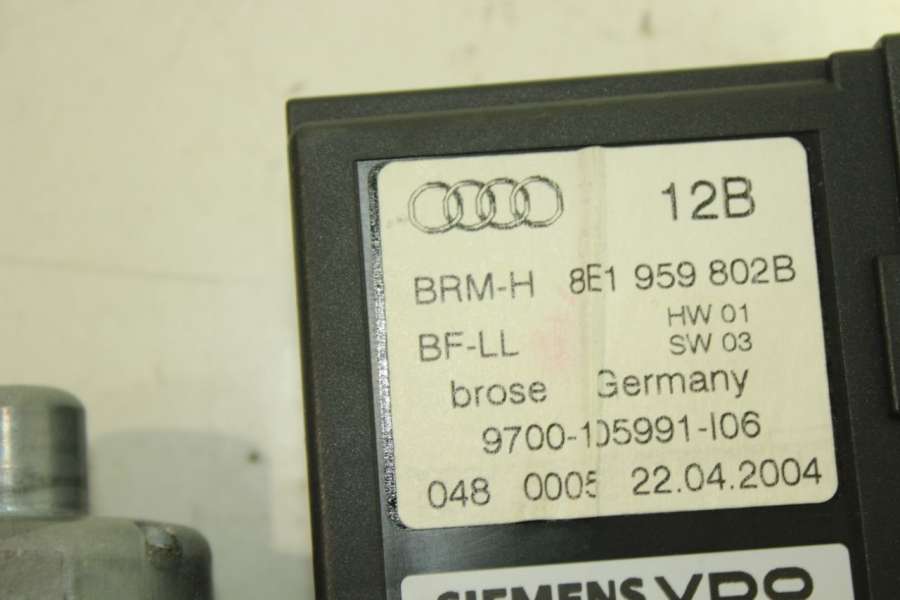 12B
BRM-H 8E1 959 802B
HW 01
BF-LL SW 03
brose Germany
9700-105991-I06
048 0005 22.04.2004
SIEMENS VDO